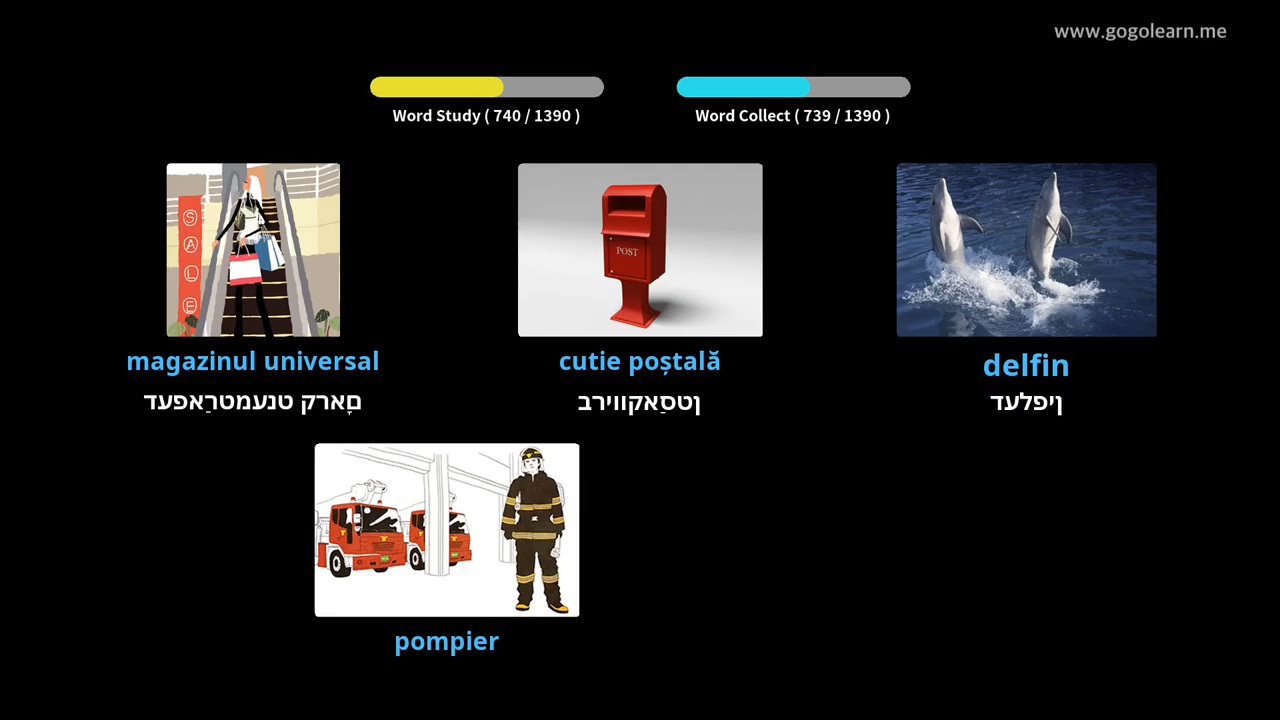 www.gogolearn.me
Word Study ( 740 / 1390 )
Word Collect ( 739 / 1390 )
SALE
POST
magazinul universal
cutie poștală
delfin
םָארק טנעמטרַאפעד
ןטסַאקווירב
ןיפלעד
pompier